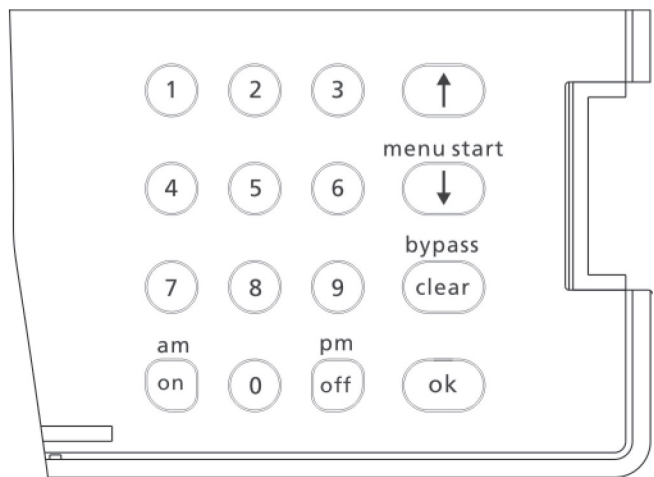 1 2 3 ↑
menu start
4 5 6 ↓
bypass
7 8 9 clear
am pm
on 0 off ok